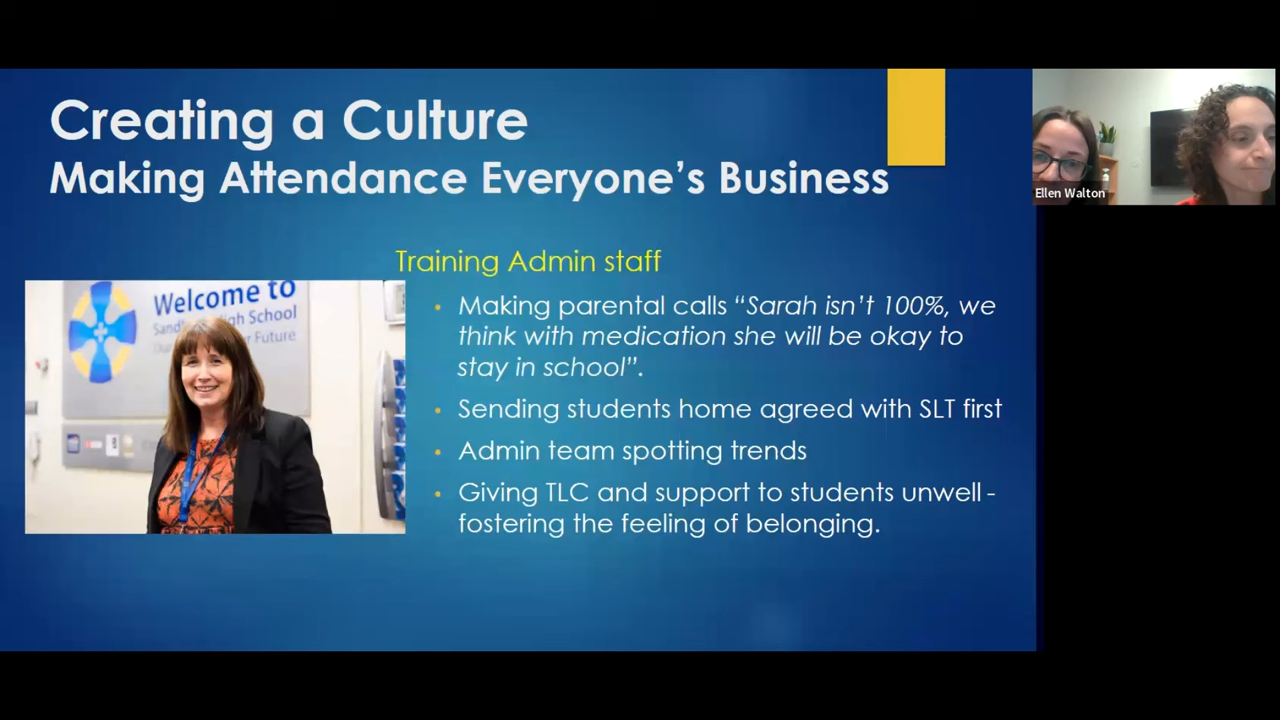 Creating a Culture
Making Attendance Everyone's Business
Ellen Walton
Training Admin staff
Welcome to
High School
Future
• Making parental calls "Sarah isn't 100%, we
think with medication she will be okay to
stay in school".
• Sending students home agreed with SLT first
• Admin team spotting trends
• Giving TLC and support to students unwell -
fostering the feeling of belonging.